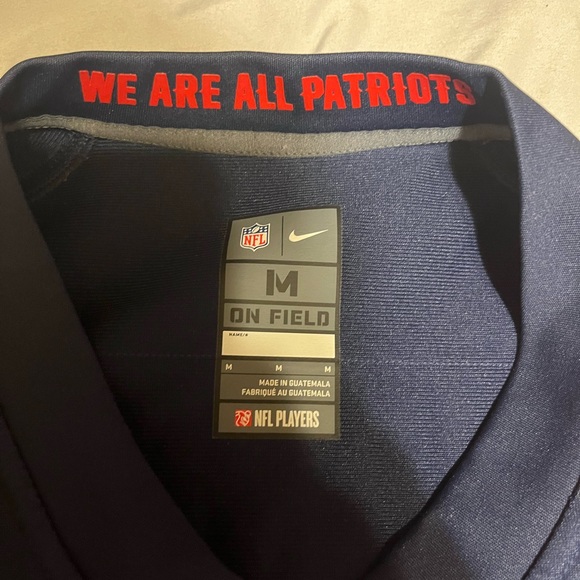 WE ARE ALL PATRIOTS
NFL
M
ON FIELD
NAME/#
M M M
MADE IN GUATEMALA
FABRIQUÉ AU GUATEMALA
NFL PLAYERS